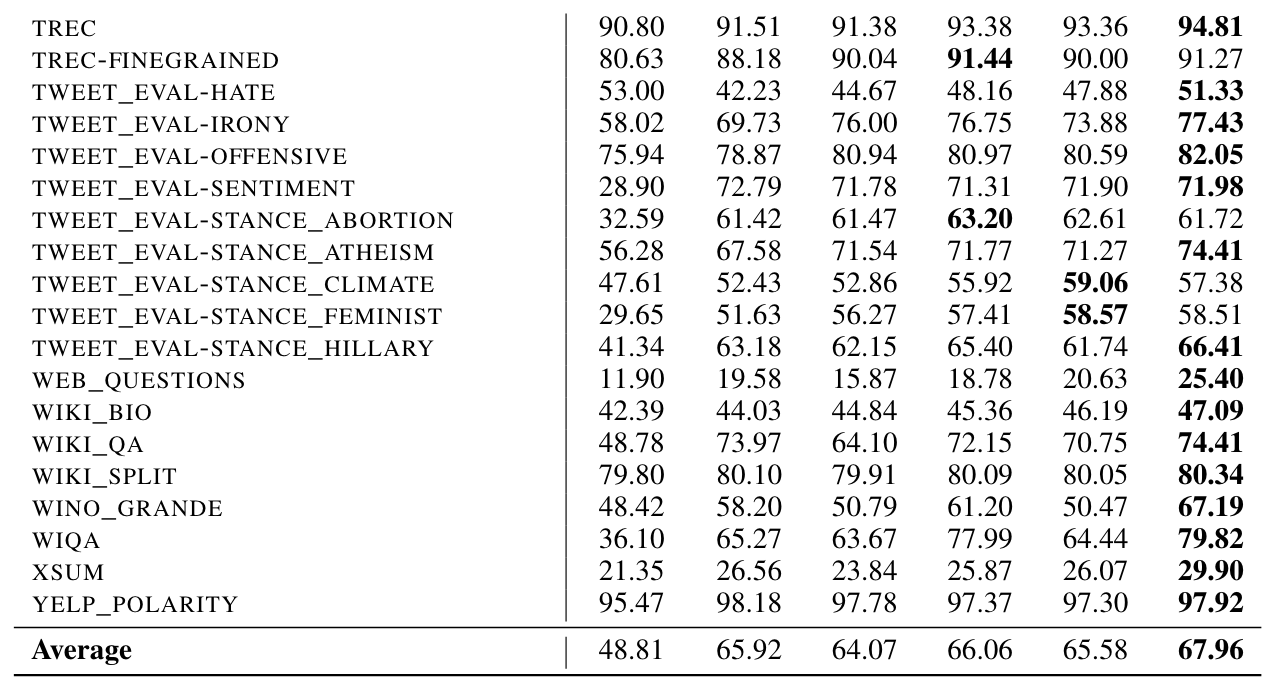 TREC 90.80 91.51 91.38 93.38 93.36 94.81
TREC-FINEGRAINED 80.63 88.18 90.04 91.44 90.00 91.27
TWEET_EVAL-HATE 53.00 42.23 44.67 48.16 47.88 51.33
TWEET_EVAL-IRONY 58.02 69.73 76.00 76.75 73.88 77.43
TWEET_EVAL-OFFENSIVE 75.94 78.87 80.94 80.97 80.59 82.05
TWEET_EVAL-SENTIMENT 28.90 72.79 71.78 71.31 71.90 71.98
TWEET_EVAL-STANCE_ABORTION 32.59 61.42 61.47 63.20 62.61 61.72
TWEET_EVAL-STANCE_ATHEISM 56.28 67.58 71.54 71.77 71.27 74.41
TWEET_EVAL-STANCE_CLIMATE 47.61 52.43 52.86 55.92 59.06 57.38
TWEET_EVAL-STANCE_FEMINIST 29.65 51.63 56.27 57.41 58.57 58.51
TWEET_EVAL-STANCE_HILLARY 41.34 63.18 62.15 65.40 61.74 66.41
WEB_QUESTIONS 11.90 19.58 15.87 18.78 20.63 25.40
WIKI_BIO 42.39 44.03 44.84 45.36 46.19 47.09
WIKI_QA 48.78 73.97 64.10 72.15 70.75 74.41
WIKI_SPLIT 79.80 80.10 79.91 80.09 80.05 80.34
WINO_GRANDE 48.42 58.20 50.79 61.20 50.47 67.19
WIQA 36.10 65.27 63.67 77.99 64.44 79.82
XSUM 21.35 26.56 23.84 25.87 26.07 29.90
YELP_POLARITY 95.47 98.18 97.78 97.37 97.30 97.92
Average 48.81 65.92 64.07 66.06 65.58 67.96